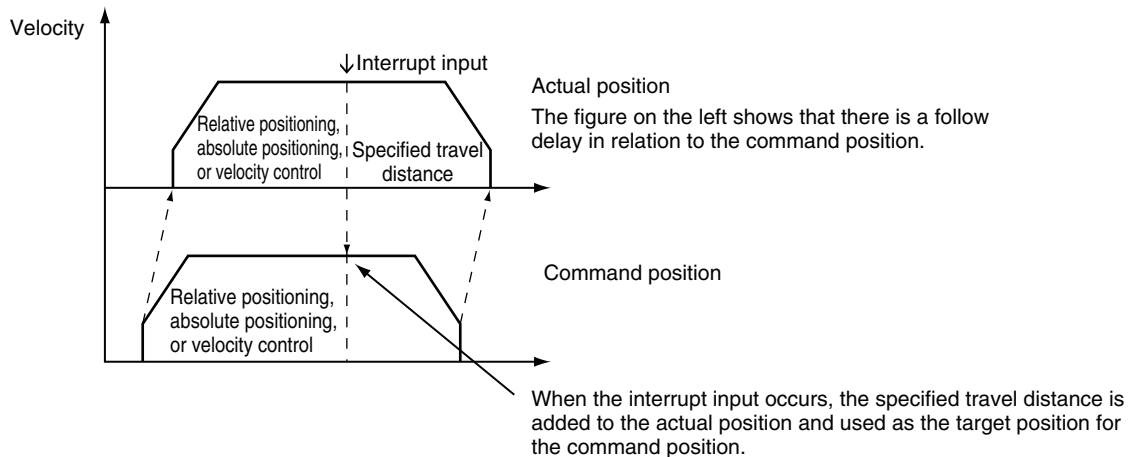 Velocity
↓Interrupt input
Actual position
The figure on the left shows that there is a follow
delay in relation to the command position.
Relative positioning,
absolute positioning,
or velocity control
Specified travel
distance
Command position
Relative positioning,
absolute positioning,
or velocity control
When the interrupt input occurs, the specified travel distance is
added to the actual position and used as the target position for
the command position.